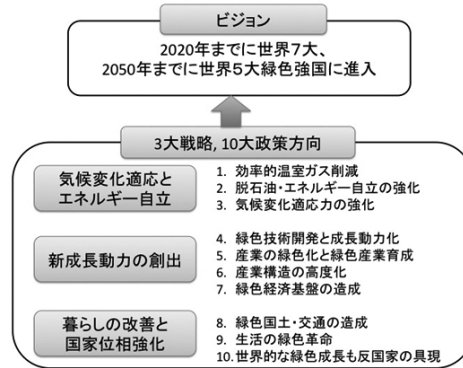 ビジョン
2020年までに世界7大、
2050年までに世界5大緑色強国に進入
3大戦略, 10大政策方向
気候変化適応と
エネルギー自立
1. 効率的温室ガス削減
2. 脱石油・エネルギー自立の強化
3. 気候変化適応力の強化
新成長動力の創出
4. 緑色技術開発と成長動力化
5. 産業の緑色化と緑色産業育成
6. 産業構造の高度化
7. 緑色経済基盤の造成
暮らしの改善と
国家位相強化
8. 緑色国土・交通の造成
9. 生活の緑色革命
10. 世界的な緑色成長も反国家の具現